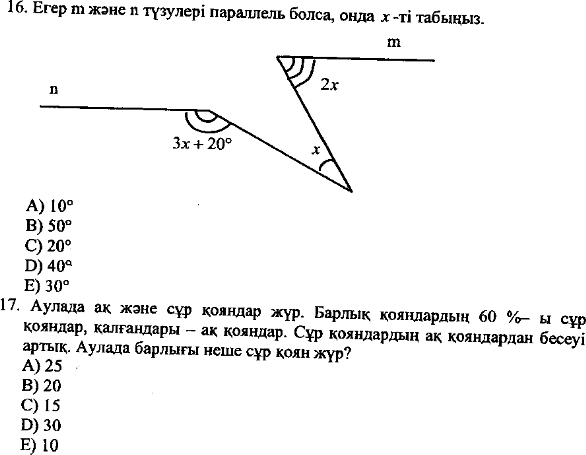 16. Егер m және n түзулері параллель болса, онда x -ті табыңыз.
m
n
2x
3x + 20°
x
A) 10°
B) 50°
C) 20°
D) 40°
E) 30°
17. Аулада ақ және сұр қояндар жүр. Барлық қояндардың 60 %– ы сұр
қояндар, қалғандары – ақ қояндар. Сұр қояндардың ақ қояндардан бесеуі
артық. Аулада барлығы неше сұр қоян жүр?
A) 25
B) 20
C) 15
D) 30
E) 10